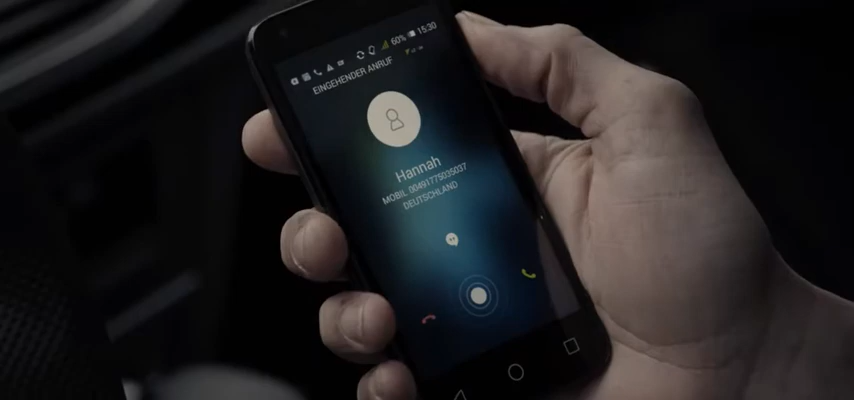 60% 15:30
EINGEHENDER ANRUF
Hannah
MOBIL 00491775035037
DEUTSCHLAND